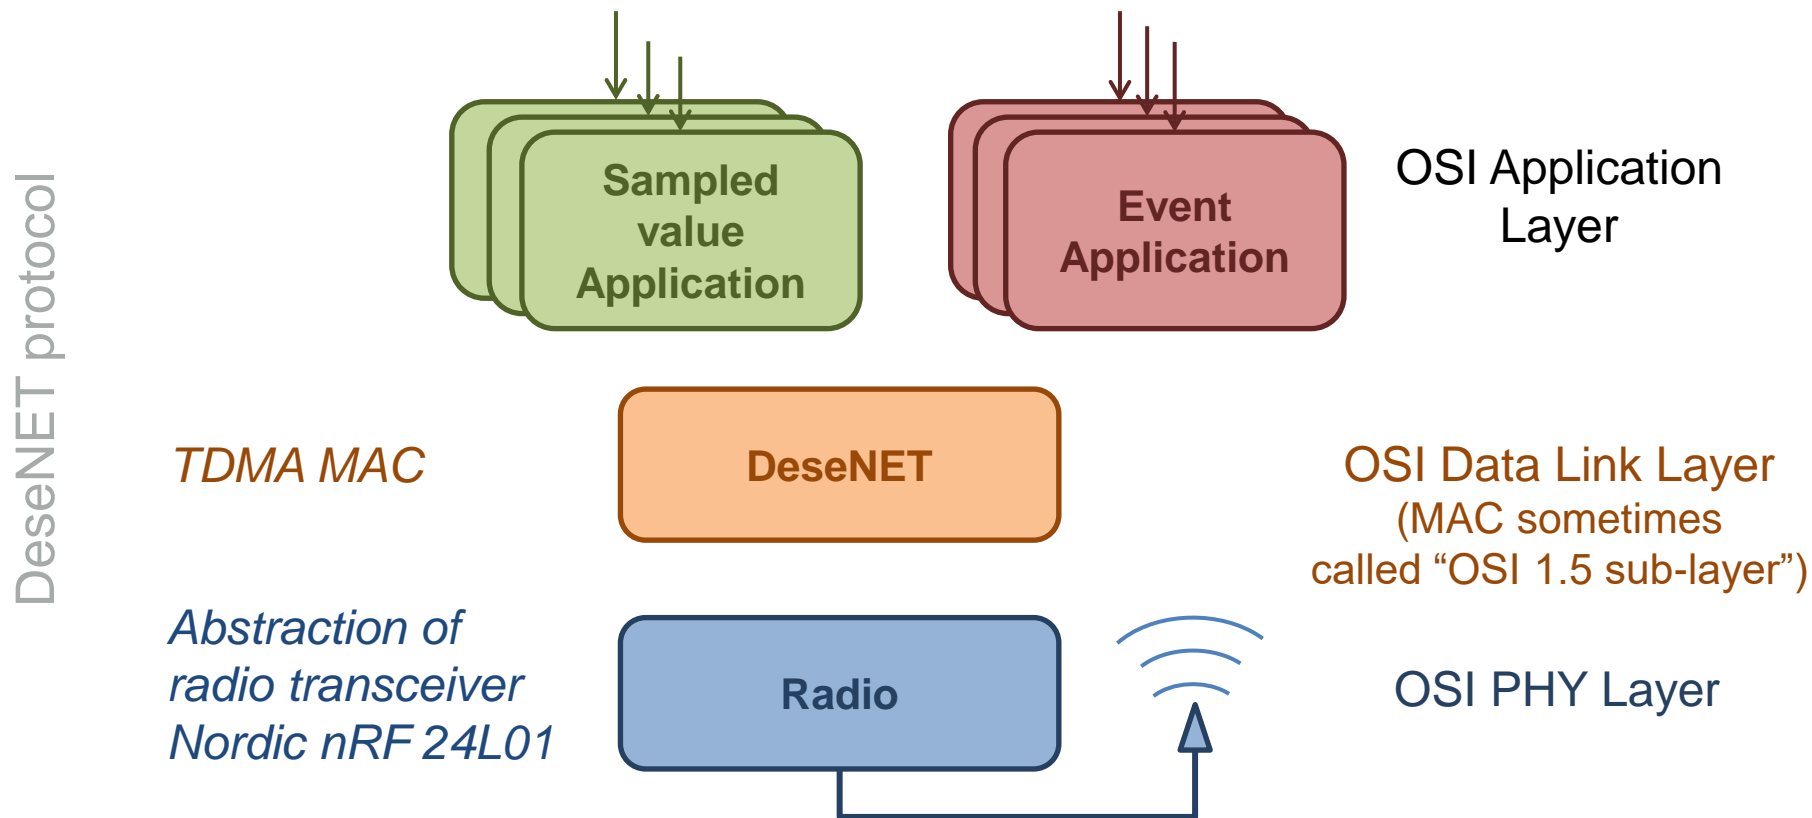 DeseNET protocol
Sampled
value
Application
Event
Application
OSI Application
Layer
TDMA MAC
DeseNET
OSI Data Link Layer
(MAC sometimes
called “OSI 1.5 sub-layer”)
Abstraction of
radio transceiver
Nordic nRF 24L01
Radio
OSI PHY Layer